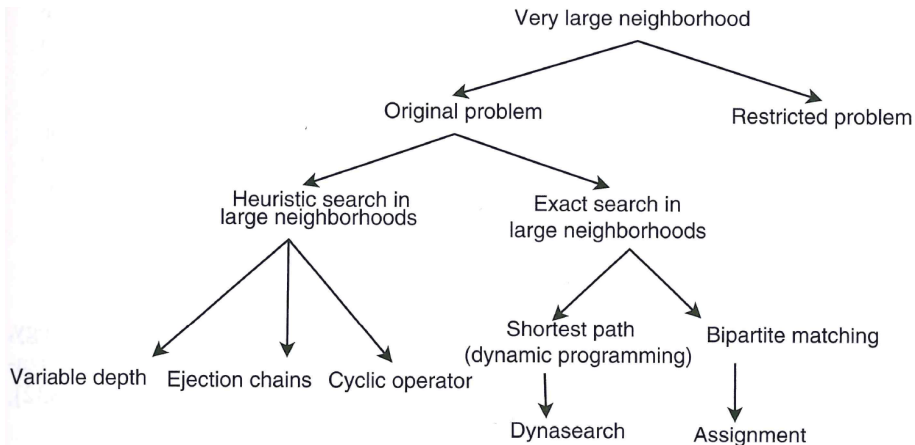 Very large neighborhood
Original problem
Restricted problem
Heuristic search in
large neighborhoods
Exact search in
large neighborhoods
Shortest path
(dynamic programming)
Bipartite matching
Variable depth
Ejection chains
Cyclic operator
Dynasearch
Assignment